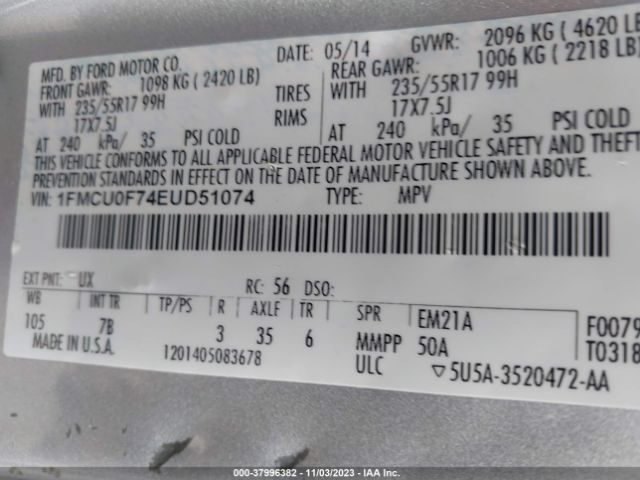 MFD. BY FORD MOTOR CO.
DATE: 05/14 GVWR: 2096 KG ( 4620 LB
FRONT GAWR: 1098 KG ( 2420 LB)
REAR GAWR: 1006 KG ( 2218 LB)
WITH 235/55R17 99H TIRES WITH 235/55R17 99H
17X7.5J RIMS 17X7.5J
AT 240 kPa/ 35 PSI COLD AT 240 kPa/ 35 PSI COLD
THIS VEHICLE CONFORMS TO ALL APPLICABLE FEDERAL MOTOR VEHICLE SAFETY AND THEFT
PREVENTION STANDARDS IN EFFECT ON THE DATE OF MANUFACTURE SHOWN ABOVE.
VIN: 1FMCU0F74EUD51074 TYPE: MPV
EXT PNT: UX RC: 56 DSO:
WB INT TR TP/PS R AXLE TR SPR EM21A F0079
105 7B 3 35 6 MMPP 50A T0318
MADE IN U.S.A. 1201405083678 ULC ▽5U5A-3520472-AA
000-37996382 - 11/03/2023 - IAA Inc.